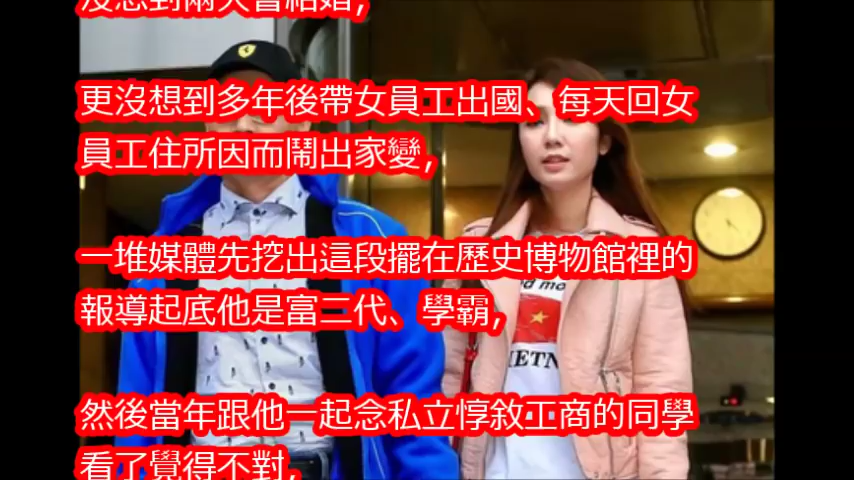 沒想到兩人會結婚，
更沒想到多年後帶女員工出國、每天回女
員工住所因而鬧出家變，
一堆媒體先挖出這段擺在歷史博物館裡的
報導起底他是富二代、學霸，
然後當年跟他一起念私立惇敘工商的同學
看了覺得不對，